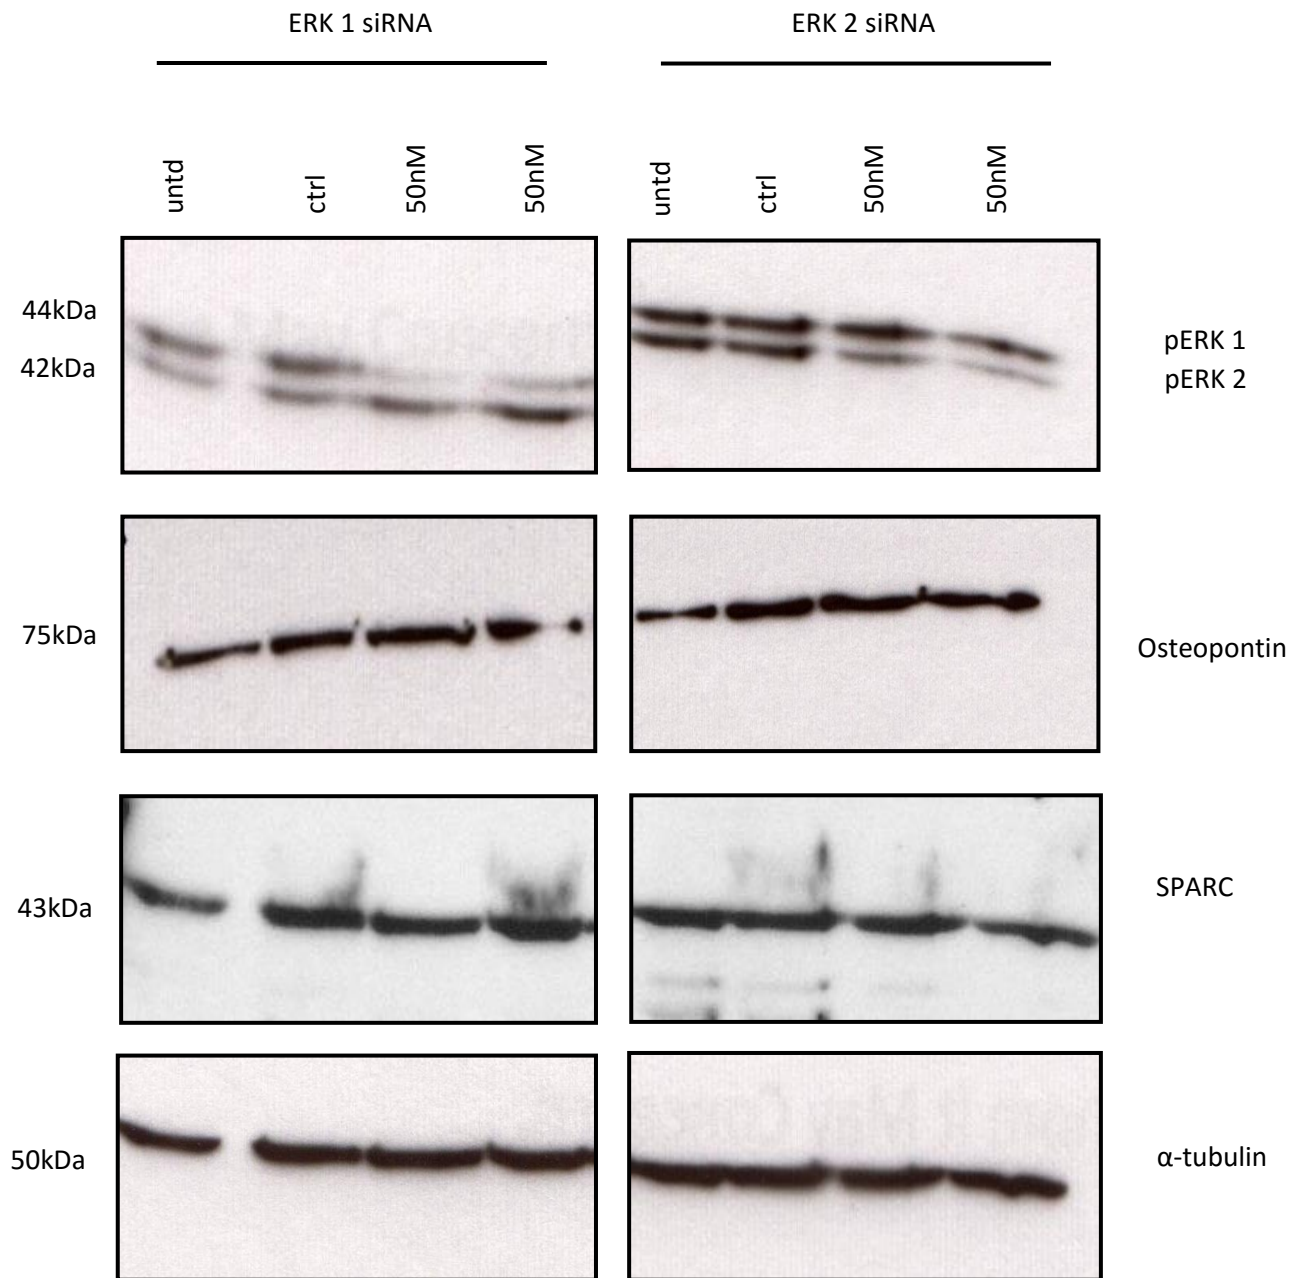 ERK 1 siRNA
ERK 2 siRNA
untd
ctrl
50nM
50nM
untd
ctrl
50nM
50nM
44kDa
42kDa
pERK 1
pERK 2
75kDa
Osteopontin
43kDa
SPARC
50kDa
α-tubulin